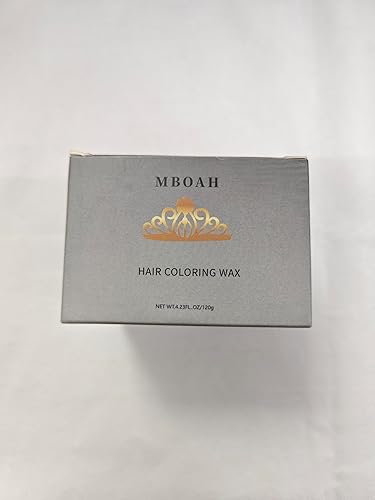 MBOAH
HAIR COLORING WAX
NET WT.4.23FL.OZ/120g